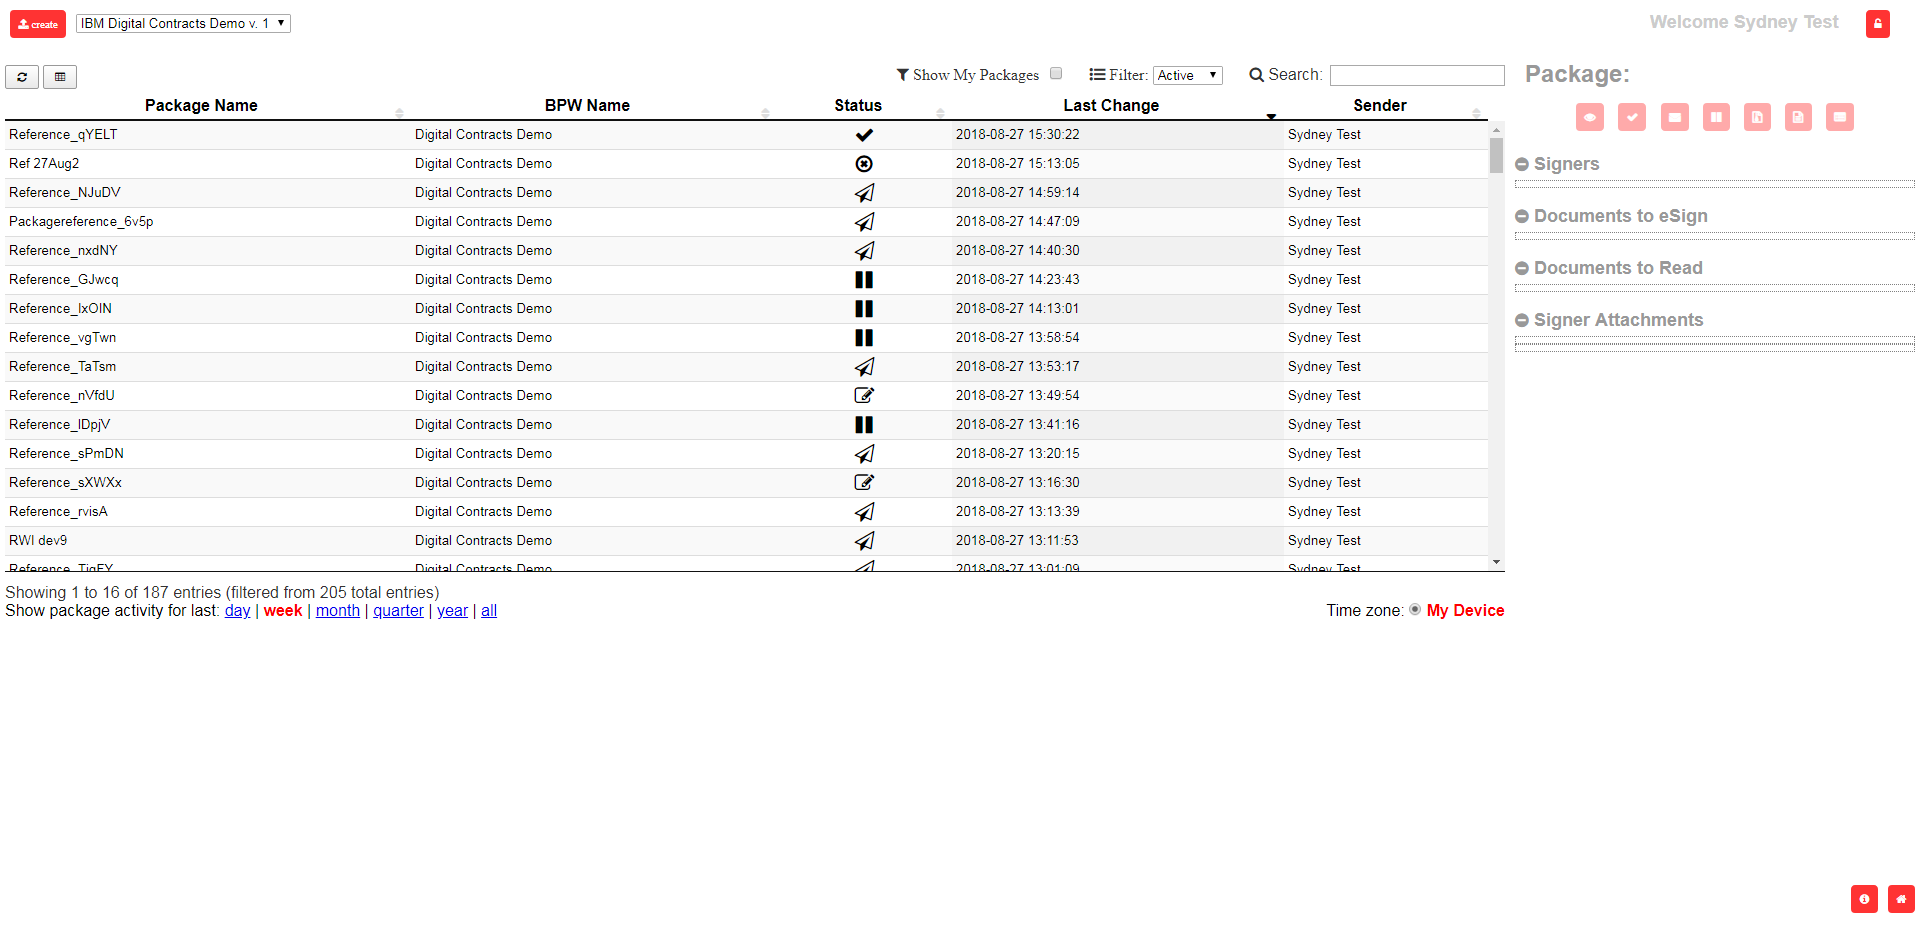 create IBM Digital Contracts Demo v. 1 Welcome Sydney Test
Show My Packages Filter: Active Search:
Package:
Package Name BPW Name Status Last Change Sender
Reference_qYELT Digital Contracts Demo 2018-08-27 15:30:22 Sydney Test
Ref 27Aug2 Digital Contracts Demo 2018-08-27 15:13:05 Sydney Test
Reference_NJuDV Digital Contracts Demo 2018-08-27 14:59:14 Sydney Test
Packagereference_6v5p Digital Contracts Demo 2018-08-27 14:47:09 Sydney Test
Reference_nxdNY Digital Contracts Demo 2018-08-27 14:40:30 Sydney Test
Reference_GJwcq Digital Contracts Demo 2018-08-27 14:23:43 Sydney Test
Reference_IxOIN Digital Contracts Demo 2018-08-27 14:13:01 Sydney Test
Reference_vgTwn Digital Contracts Demo 2018-08-27 13:58:54 Sydney Test
Reference_TaTsm Digital Contracts Demo 2018-08-27 13:53:17 Sydney Test
Reference_nVfdU Digital Contracts Demo 2018-08-27 13:49:54 Sydney Test
Reference_IDpjV Digital Contracts Demo 2018-08-27 13:41:16 Sydney Test
Reference_sPmDN Digital Contracts Demo 2018-08-27 13:20:15 Sydney Test
Reference_sXWXx Digital Contracts Demo 2018-08-27 13:16:30 Sydney Test
Reference_rvisA Digital Contracts Demo 2018-08-27 13:13:39 Sydney Test
RWI dev9 Digital Contracts Demo 2018-08-27 13:11:53 Sydney Test
Digital Contracts Demo 2018-08-27 13:01:09 Sydney Test
Showing 1 to 16 of 187 entries (filtered from 205 total entries)
Show package activity for last: day | week | month | quarter | year | all
Time zone: My Device
Signers
Documents to eSign
Documents to Read
Signer Attachments